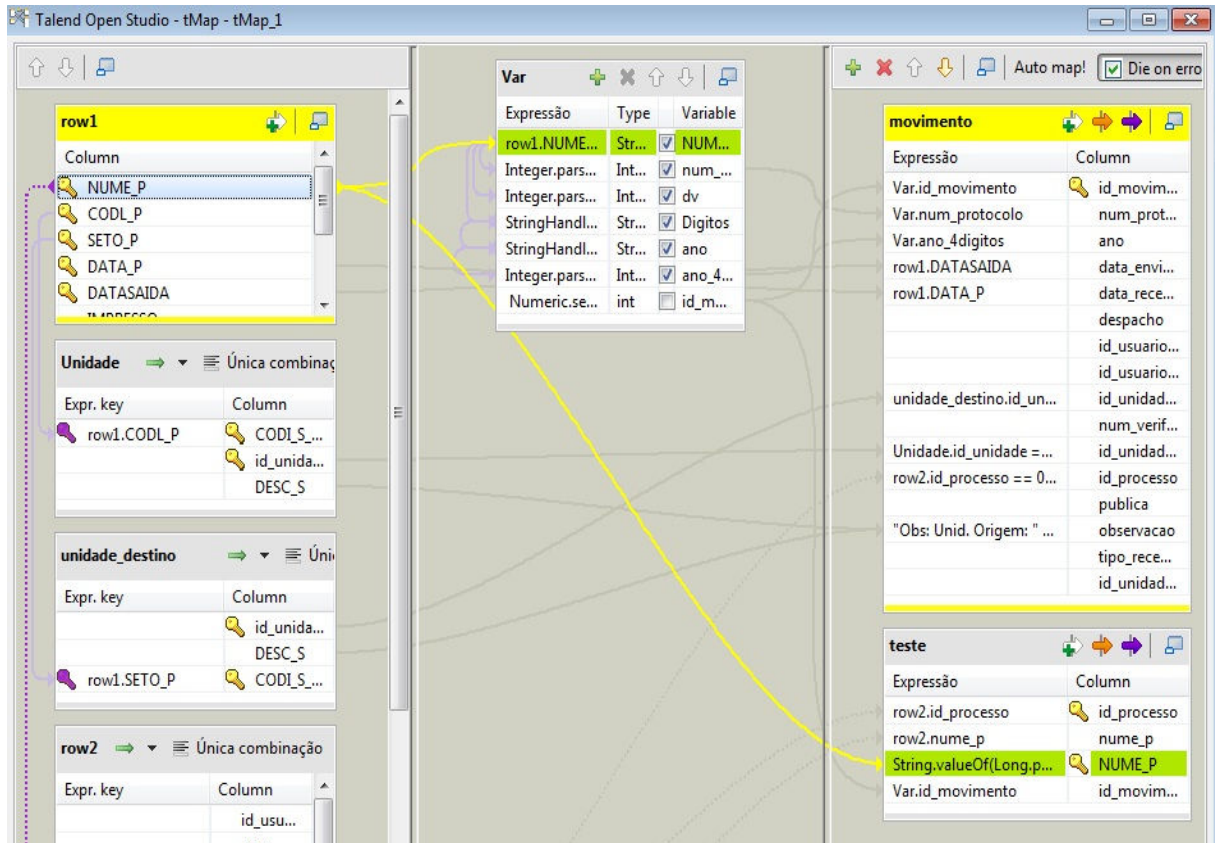 Talend Open Studio - tMap - tMap_1
row1
Column
NUME_P
CODL_P
SETO_P
DATA_P
DATASAIDA
Unidade Única combinaç
Expr. key Column
row1.CODL_P CODI_S_...
id_unida...
DESC_S
unidade_destino Úni
Expr. key Column
id_unida...
DESC_S
row1.SETO_P CODI_S_...
row2 Única combinação
Expr. key Column
id_usu...
Var
Expressão Type Variable
row1.NUME... Str... NUM...
Integer.pars... Int... num_...
Integer.pars... Int... dv
StringHandl... Str... Digitos
StringHandl... Str... ano
Integer.pars... Int... ano_4...
Numeric.se... int id_m...
Auto map! Die on erro
movimento
Expressão Column
Var.id_movimento id_movim...
Var.num_protocolo num_prot...
Var.ano_4digitos ano
row1.DATASAIDA data_envi...
row1.DATA_P data_rece...
despacho
id_usuario...
id_usuario...
unidade_destino.id_un... id_unidad...
num_verif...
Unidade.id_unidade =... id_unidad...
row2.id_processo == 0... id_processo
publica
"Obs: Unid. Origem: " ... observacao
tipo_rece...
id_unidad...
teste
Expressão Column
row2.id_processo id_processo
row2.nume_p nume_p
String.valueOf(Long.p... NUME_P
Var.id_movimento id_movim...